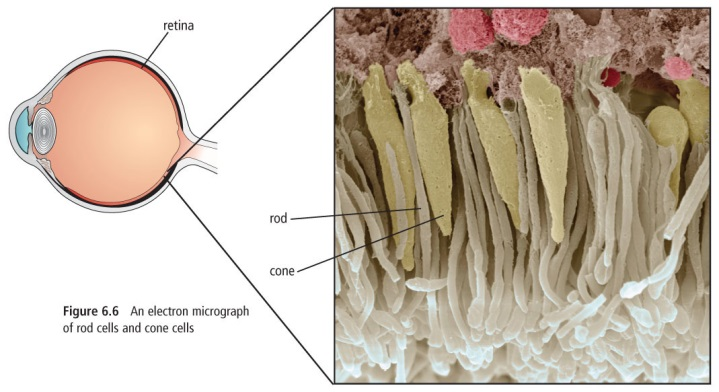 retina
rod
cone
Figure 6.6 An electron micrograph
of rod cells and cone cells